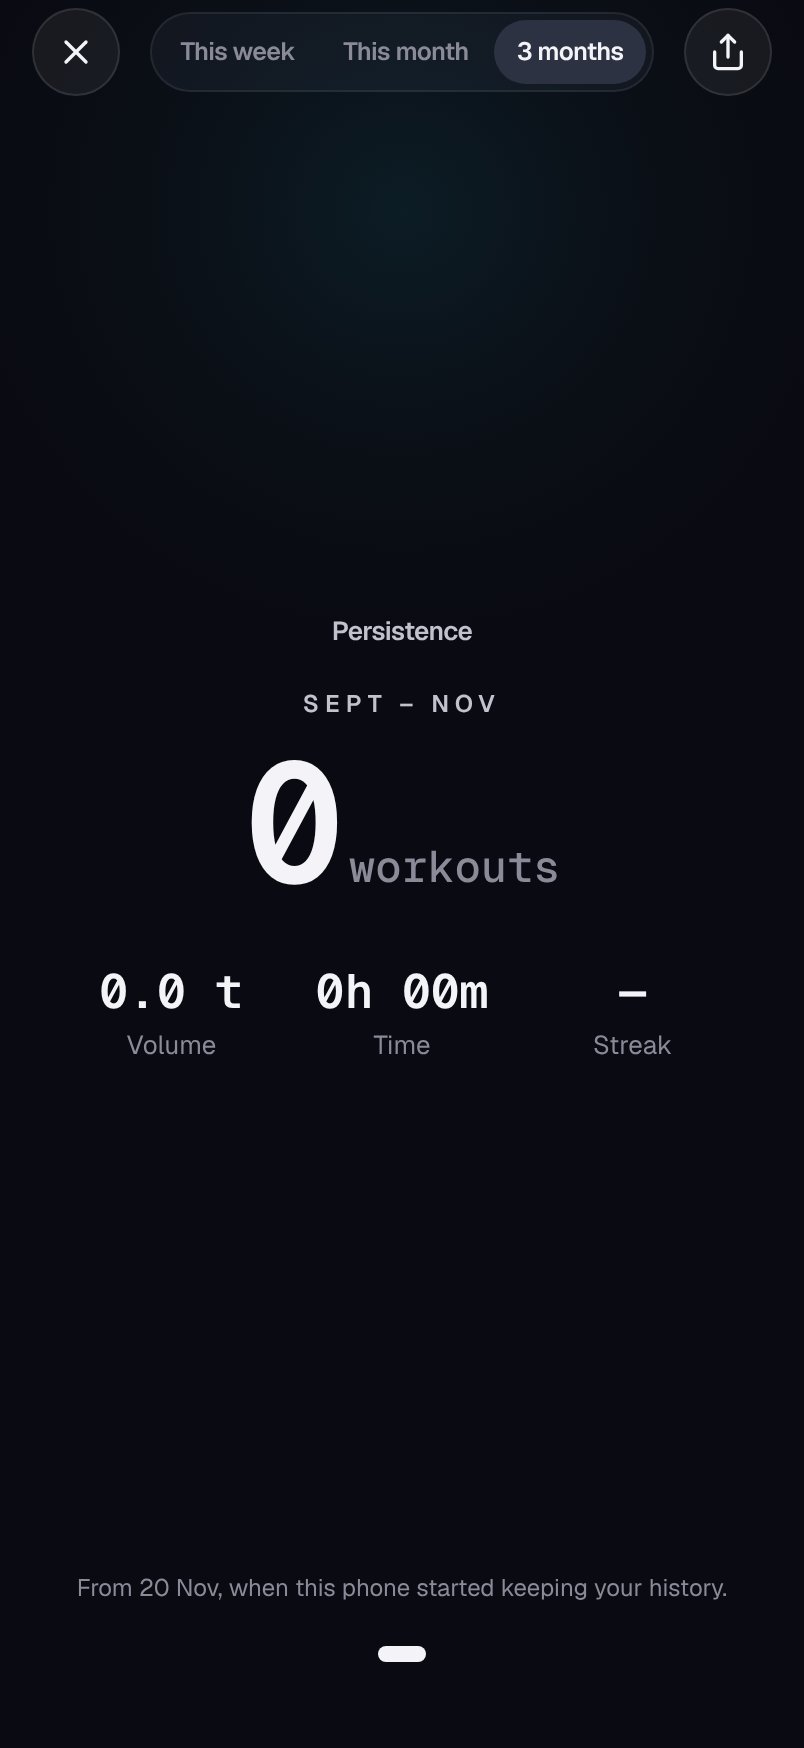 This week This month 3 months
Persistence
SEPT – NOV
0 workouts
0.0 t 0h 00m –
Volume Time Streak
From 20 Nov, when this phone started keeping your history.